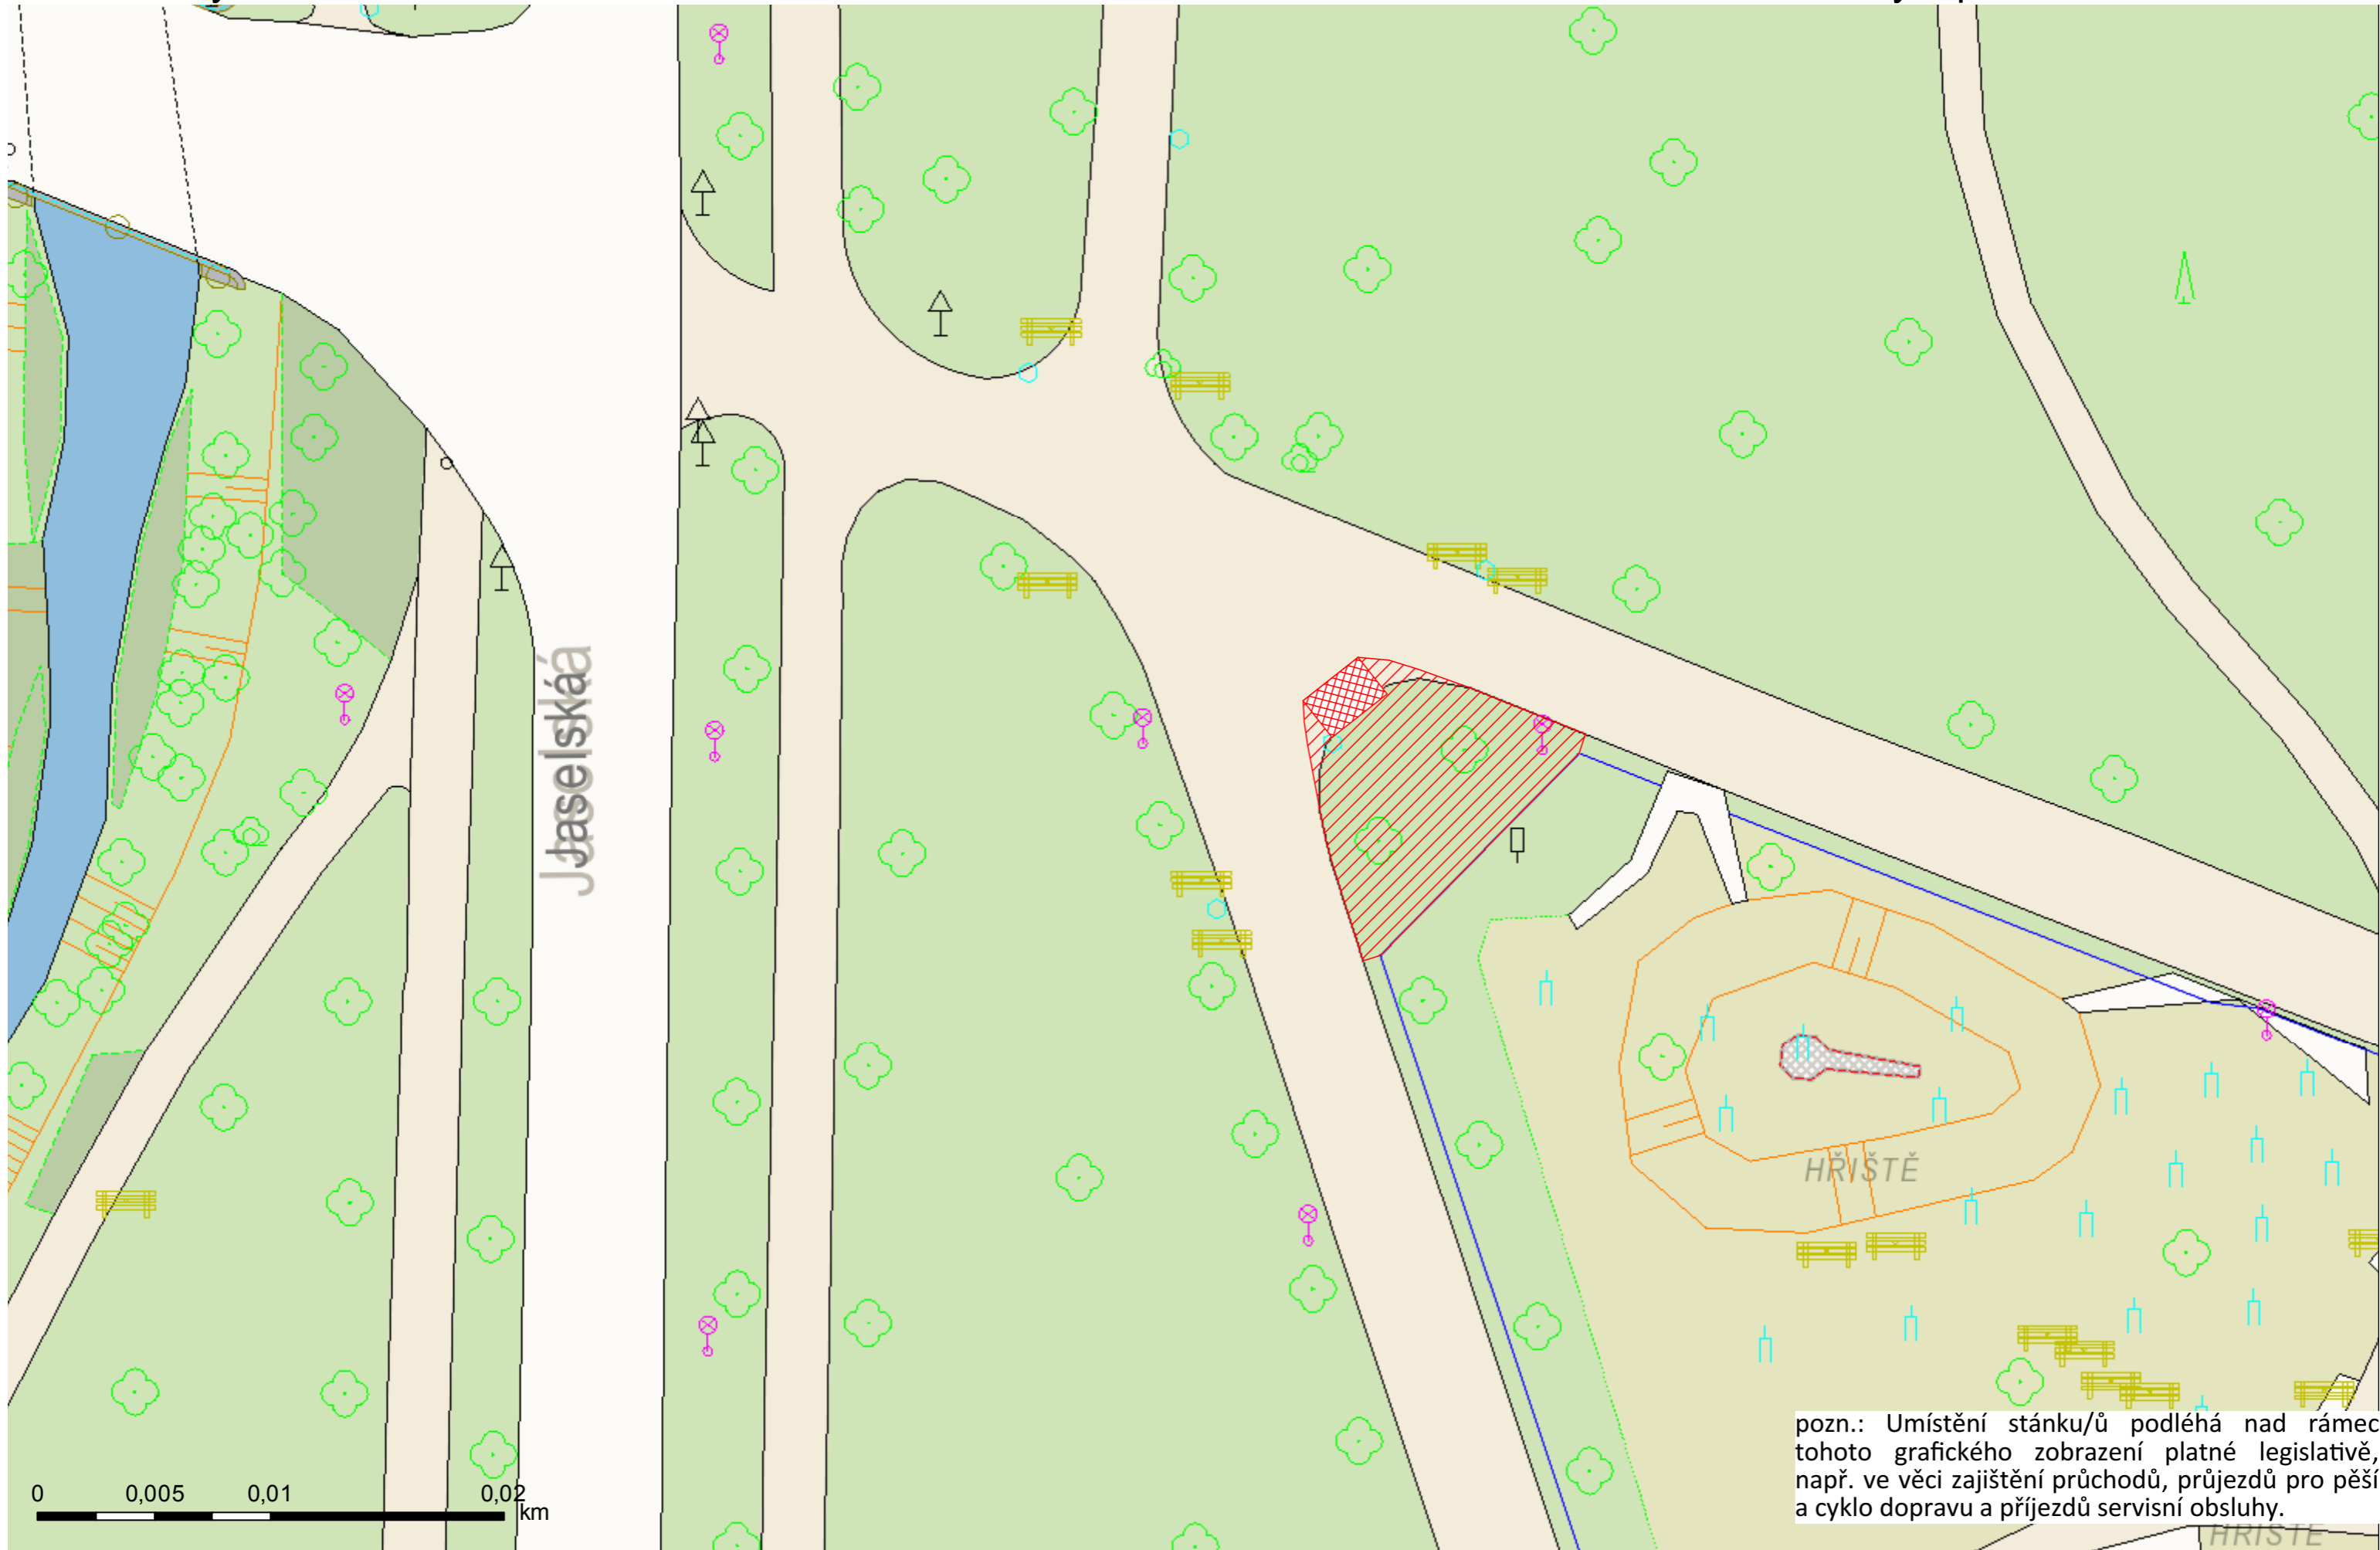 Jaselská
HŘIŠTĚ
pozn.: Umístění stánku/ů podléhá nad rámec
tohoto grafického zobrazení platné legislativě,
např. ve věci zajištění průchodů, průjezdů pro pěší
a cyklo dopravu a příjezdů servisní obsluhy.
0 0,005 0,01 0,02
km
HŘIŠTĚ